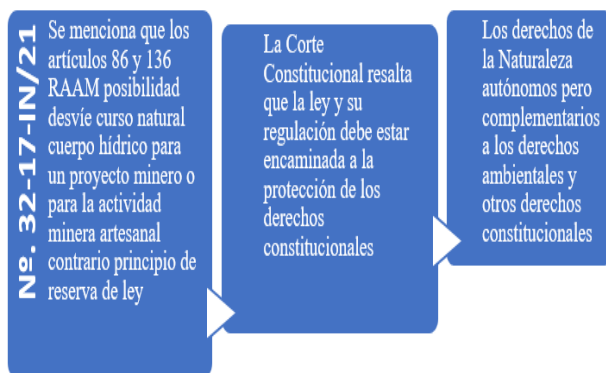 Nº. 32-17-IN/21
Se menciona que los
artículos 86 y 136
RAAM posibilidad
desvíe curso natural
cuerpo hídrico para
un proyecto minero o
para la actividad
minera artesanal
contrario principio de
reserva de ley
La Corte
Constitucional resalta
que la ley y su
regulación debe estar
encaminada a la
protección de los
derechos
constitucionales
Los derechos de
la Naturaleza
autónomos pero
complementarios
a los derechos
ambientales y
otros derechos
constitucionales